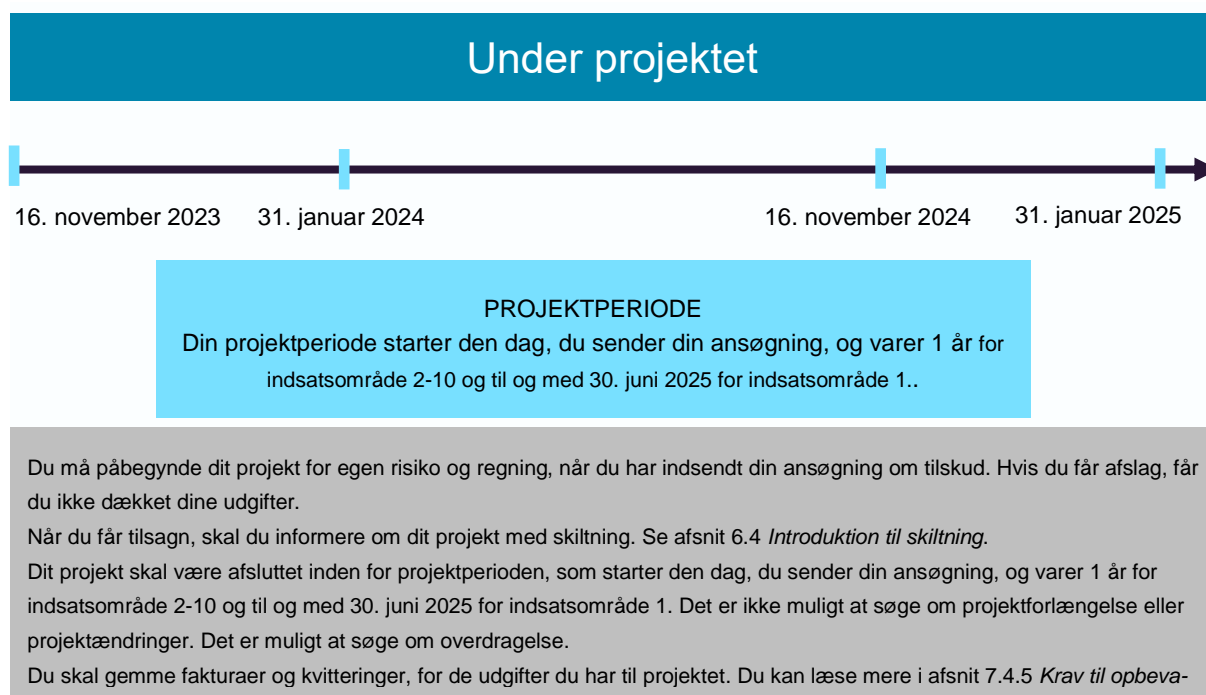 Under projektet
16. november 2023 31. januar 2024 16. november 2024 31. januar 2025
PROJEKTPERIODE
Din projektperiode starter den dag, du sender din ansøgning, og varer 1 år for
indsatsområde 2-10 og til og med 30. juni 2025 for indsatsområde 1..
Du må påbegynde dit projekt for egen risiko og regning, når du har indsendt din ansøgning om tilskud. Hvis du får afslag, får
du ikke dækket dine udgifter.
Når du får tilsagn, skal du informere om dit projekt med skiltning. Se afsnit 6.4 Introduktion til skiltning.
Dit projekt skal være afsluttet inden for projektperioden, som starter den dag, du sender din ansøgning, og varer 1 år for
indsatsområde 2-10 og til og med 30. juni 2025 for indsatsområde 1. Det er ikke muligt at søge om projektforlængelse eller
projektændringer. Det er muligt at søge om overdragelse.
Du skal gemme fakturaer og kvitteringer, for de udgifter du har til projektet. Du kan læse mere i afsnit 7.4.5 Krav til opbeva-